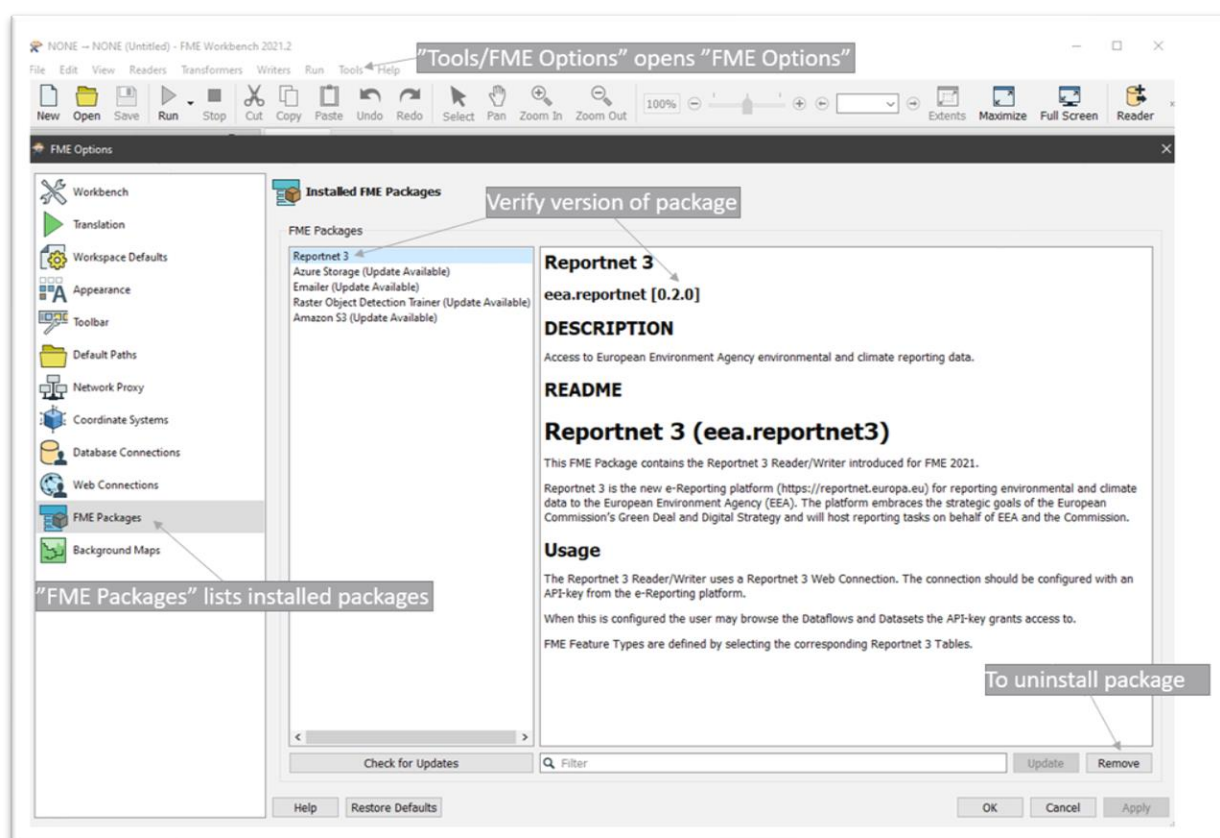 NONE → NONE (Untitled) - FME Workbench 2021.2
"Tools/FME Options" opens "FME Options"
File Edit View Readers Transformers Writers Run Tools Help
100%
New Open Save Run Stop Cut Copy Paste Undo Redo Select Pan Zoom In Zoom Out Extents Maximize Full Screen Reader
FME Options
Workbench
Translation
Workspace Defaults
Appearance
Toolbar
Default Paths
Network Proxy
Coordinate Systems
Database Connections
Web Connections
FME Packages
Background Maps
"FME Packages" lists installed packages
Installed FME Packages
Verify version of package
FME Packages
Reportnet 3
Azure Storage (Update Available)
Emailer (Update Available)
Raster Object Detection Trainer (Update Available)
Amazon S3 (Update Available)
Check for Updates
Reportnet 3
eea.reportnet [0.2.0]
DESCRIPTION
Access to European Environment Agency environmental and climate reporting data.
README
Reportnet 3 (eea.reportnet3)
This FME Package contains the Reportnet 3 Reader/Writer introduced for FME 2021.
Reportnet 3 is the new e-Reporting platform (https://reportnet.europa.eu) for reporting environmental and climate
data to the European Environment Agency (EEA). The platform embraces the strategic goals of the European
Commission's Green Deal and Digital Strategy and will host reporting tasks on behalf of EEA and the Commission.
Usage
The Reportnet 3 Reader/Writer uses a Reportnet 3 Web Connection. The connection should be configured with an
API-key from the e-Reporting platform.
When this is configured the user may browse the Dataflows and Datasets the API-key grants access to.
FME Feature Types are defined by selecting the corresponding Reportnet 3 Tables.
To uninstall package
Filter
Update Remove
Help Restore Defaults OK Cancel Apply